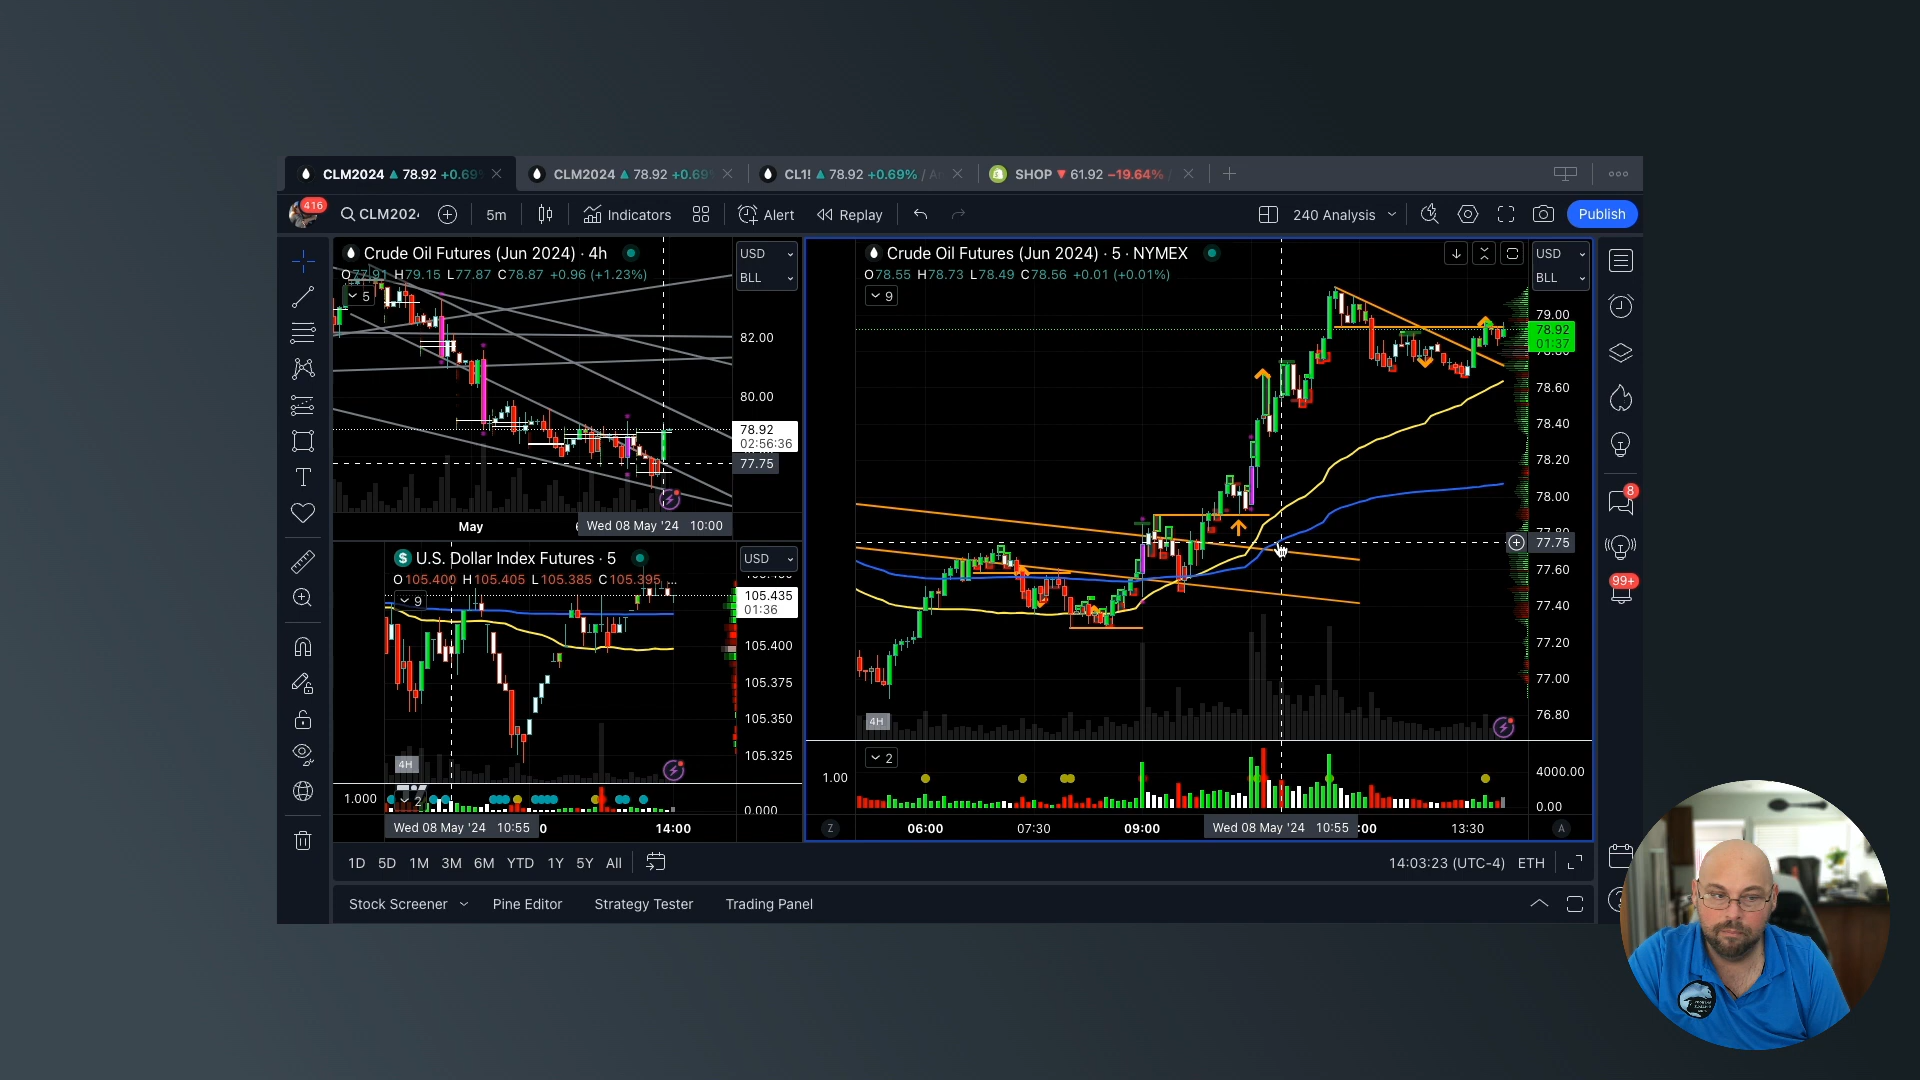 CLM2024 ▲ 78.92 +0.69%
CLM2024 ▲ 78.92 +0.69
CL1! ▲ 78.92 +0.69% / A
SHOP ▼ 61.92 −19.64% /
416
CLM202
5m
Indicators
Alert
Replay
240 Analysis
Publish
Crude Oil Futures (Jun 2024) · 4h
O77.91 H79.15 L77.87 C78.87 +0.96 (+1.23%)
5
USD
BLL
82.00
80.00
78.92
02:56:36
77.75
May
Wed 08 May '24 10:00
U.S. Dollar Index Futures · 5
O105.400 H105.405 L105.385 C105.395 ...
9
USD
105.435
01:36
105.400
105.375
105.350
105.325
4H
1.000
2
0.000
Wed 08 May '24 10:55
14:00
Crude Oil Futures (Jun 2024) · 5 · NYMEX
O78.55 H78.73 L78.49 C78.56 +0.01 (+0.01%)
9
USD
BLL
79.00
78.92
01:37
78.80
78.60
78.40
78.20
78.00
77.80
77.75
77.60
77.40
77.20
77.00
76.80
4H
2
1.00
4000.00
0.00
Z
06:00
07:30
09:00
Wed 08 May '24 10:55
:00
13:30
A
8
99+
1D 5D 1M 3M 6M YTD 1Y 5Y All
14:03:23 (UTC-4) ETH
Stock Screener
Pine Editor
Strategy Tester
Trading Panel